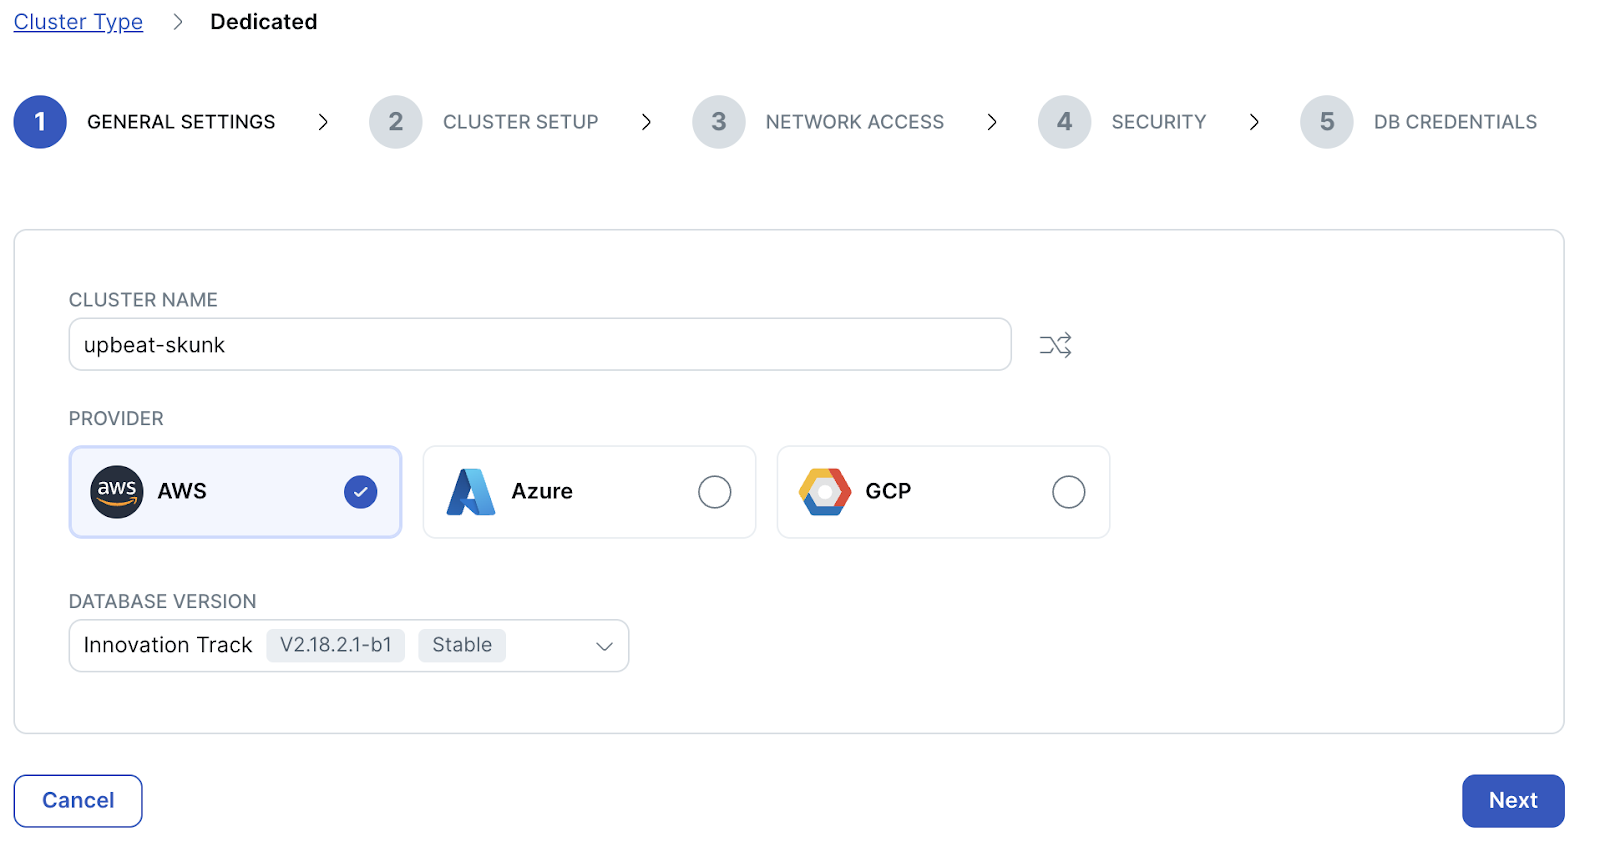 Cluster Type > Dedicated
1 GENERAL SETTINGS > 2 CLUSTER SETUP > 3 NETWORK ACCESS > 4 SECURITY > 5 DB CREDENTIALS
CLUSTER NAME
upbeat-skunk
PROVIDER
aws AWS Azure GCP
DATABASE VERSION
Innovation Track V2.18.2.1-b1 Stable
Cancel Next